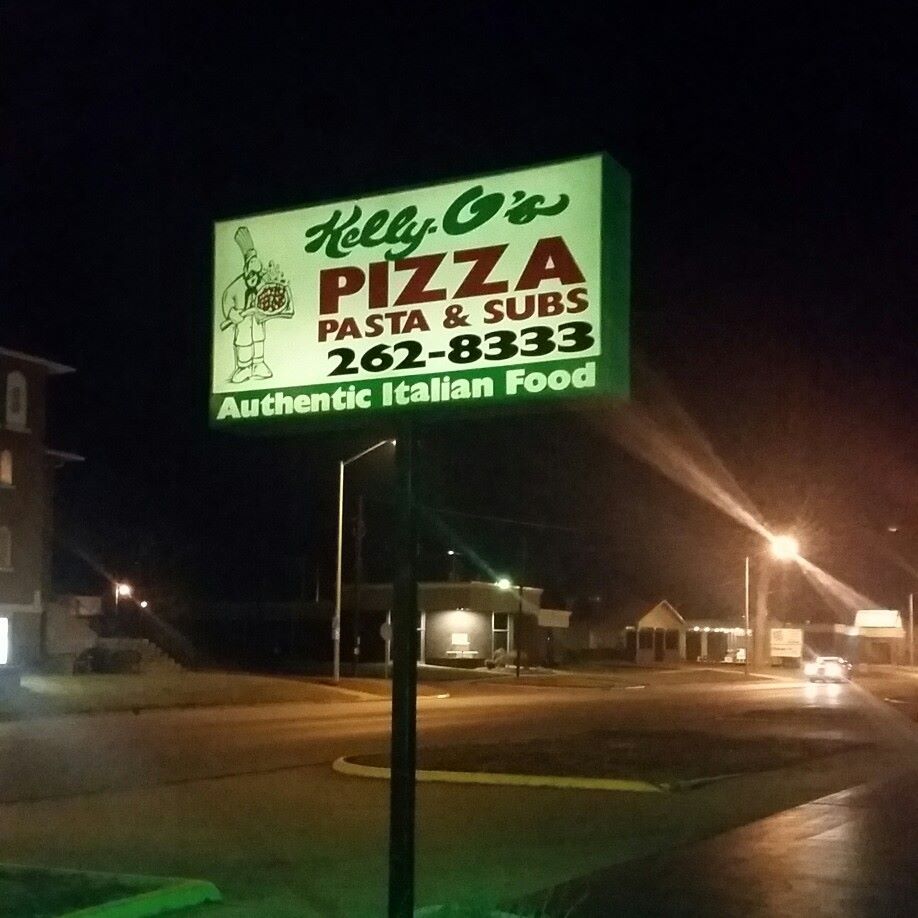 Kelly-O's
PIZZA
PASTA & SUBS
262-8333
Authentic Italian Food